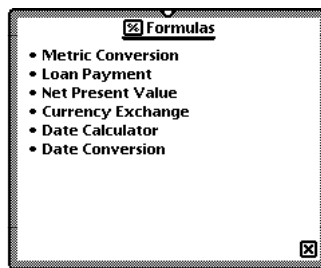 Formulas
• Metric Conversion
• Loan Payment
• Net Present Value
• Currency Exchange
• Date Calculator
• Date Conversion